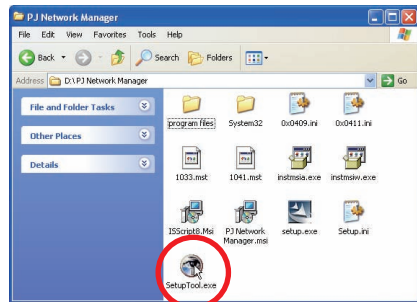 PJ Network Manager
File Edit View Favorites Tools Help
Back Search Folders
Address D:\PJ Network Manager Go
File and Folder Tasks
Other Places
Details
program files System32 0x0409.ini 0x0411.ini
1033.mst 1041.mst instmsia.exe instmsiw.exe
ISScript8.Msi PJ Network Manager.msi setup.exe Setup.ini
SetupTool.exe